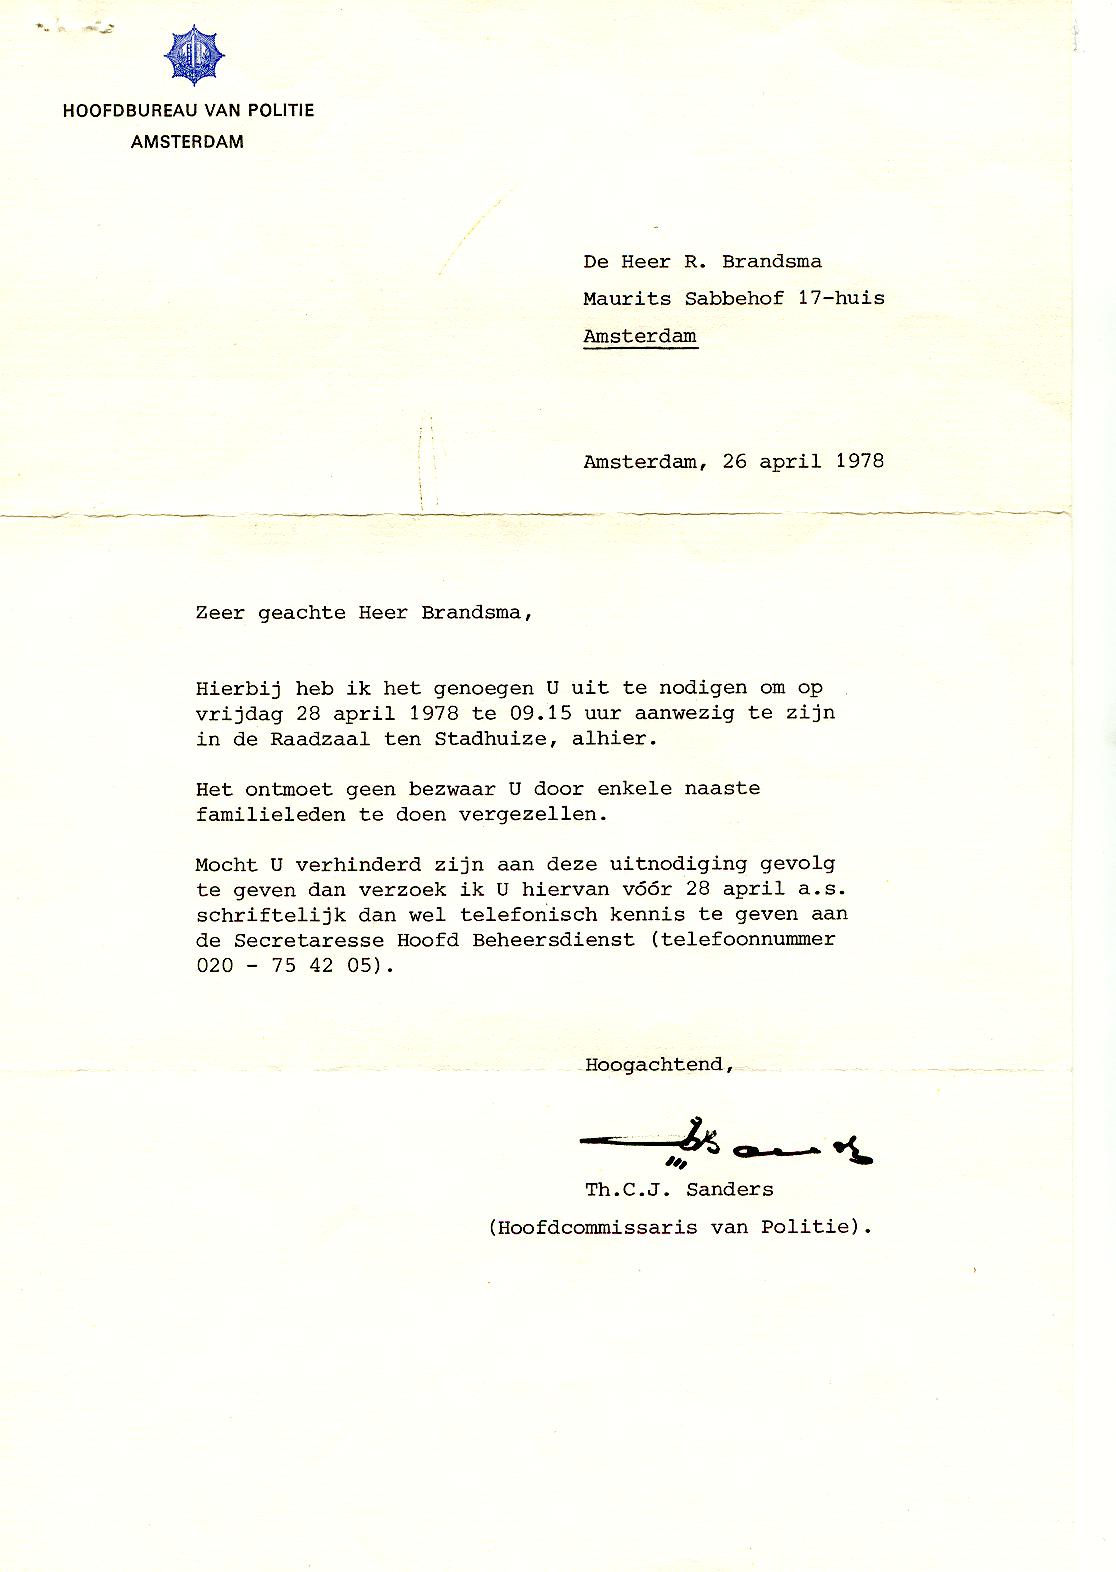 HOOFDBUREAU VAN POLITIE
AMSTERDAM
De Heer R. Brandsma
Maurits Sabbehof 17-huis
Amsterdam
Amsterdam, 26 april 1978
Zeer geachte Heer Brandsma,
Hierbij heb ik het genoegen U uit te nodigen om op
vrijdag 28 april 1978 te 09.15 uur aanwezig te zijn
in de Raadzaal ten Stadhuize, alhier.
Het ontmoet geen bezwaar U door enkele naaste
familieleden te doen vergezellen.
Mocht U verhinderd zijn aan deze uitnodiging gevolg
te geven dan verzoek ik U hiervan vóór 28 april a.s.
schriftelijk dan wel telefonisch kennis te geven aan
de Secretaresse Hoofd Beheersdienst (telefoonnummer
020 - 75 42 05).
Hoogachtend,
Th.C.J. Sanders
(Hoofdcommissaris van Politie).